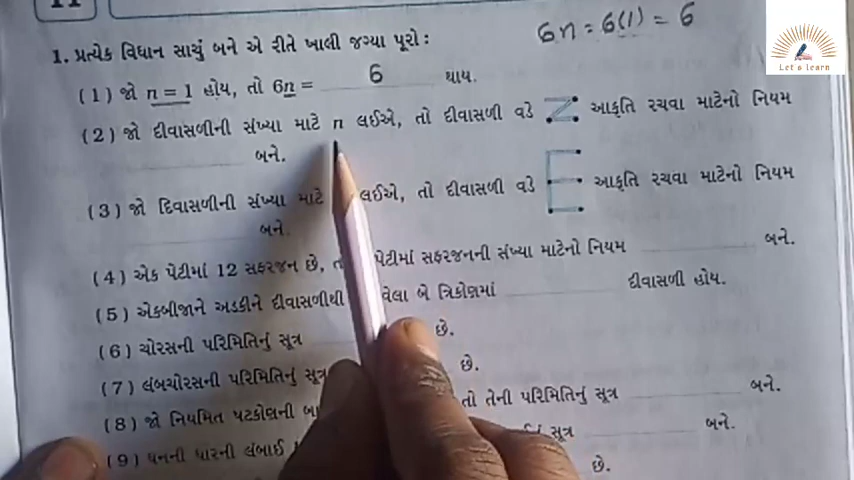 11
6n = 6(1) = 6
Let's learn
1. પ્રત્યેક વિધાન સાચું બને એ રીતે ખાલી જગ્યા પૂરો :
(1) જો n = 1 હોય, તો 6n = 6 થાય.
(2) જો દીવાસળીની સંખ્યા માટે n લઈએ, તો દીવાસળી વડે Z આકૃતિ રચવા માટેનો નિયમ
બને.
(3) જો દિવાસળીની સંખ્યા માટે લઈએ, તો દીવાસળી વડે E આકૃતિ રચવા માટેનો નિયમ
બને.
(4) એક પેટીમાં 12 સફરજન છે, પેટીમાં સફરજનની સંખ્યા માટેનો નિયમ બને.
(5) એકબીજાને અડકીને દીવાસળીથી બે ત્રિકોણમાં દીવાસળી હોય.
(6) ચોરસની પરિમિતિનું સૂત્ર છે.
(7) લંબચોરસની પરિમિતિનું સૂત્ર છે.
(8) જો નિયમિત ષટકોણની તો તેની પરિમિતિનું સૂત્ર બને.
(9) ઘનની ધારની લંબાઈ સૂત્ર બને.
છે.